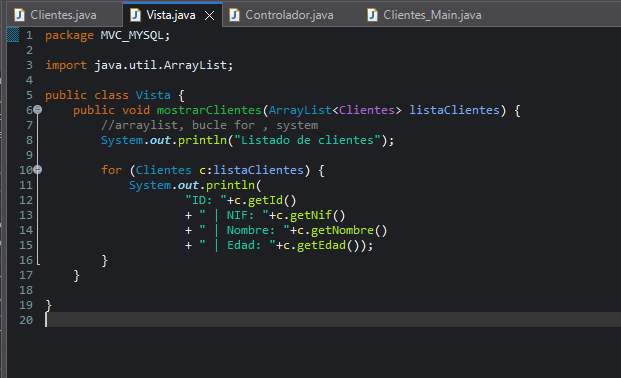 Clientes.java Vista.java Controlador.java Clientes_Main.java
1 package MVC_MYSQL;
2
3 import java.util.ArrayList;
4
5 public class Vista {
6 public void mostrarClientes(ArrayList<Clientes> listaClientes) {
7 //arraylist, bucle for , system
8 System.out.println("Listado de clientes");
9
10 for (Clientes c:listaClientes) {
11 System.out.println(
12 "ID: "+c.getId()
13 + " | NIF: "+c.getNif()
14 + " | Nombre: "+c.getNombre()
15 + " | Edad: "+c.getEdad());
16 }
17 }
18
19 }
20